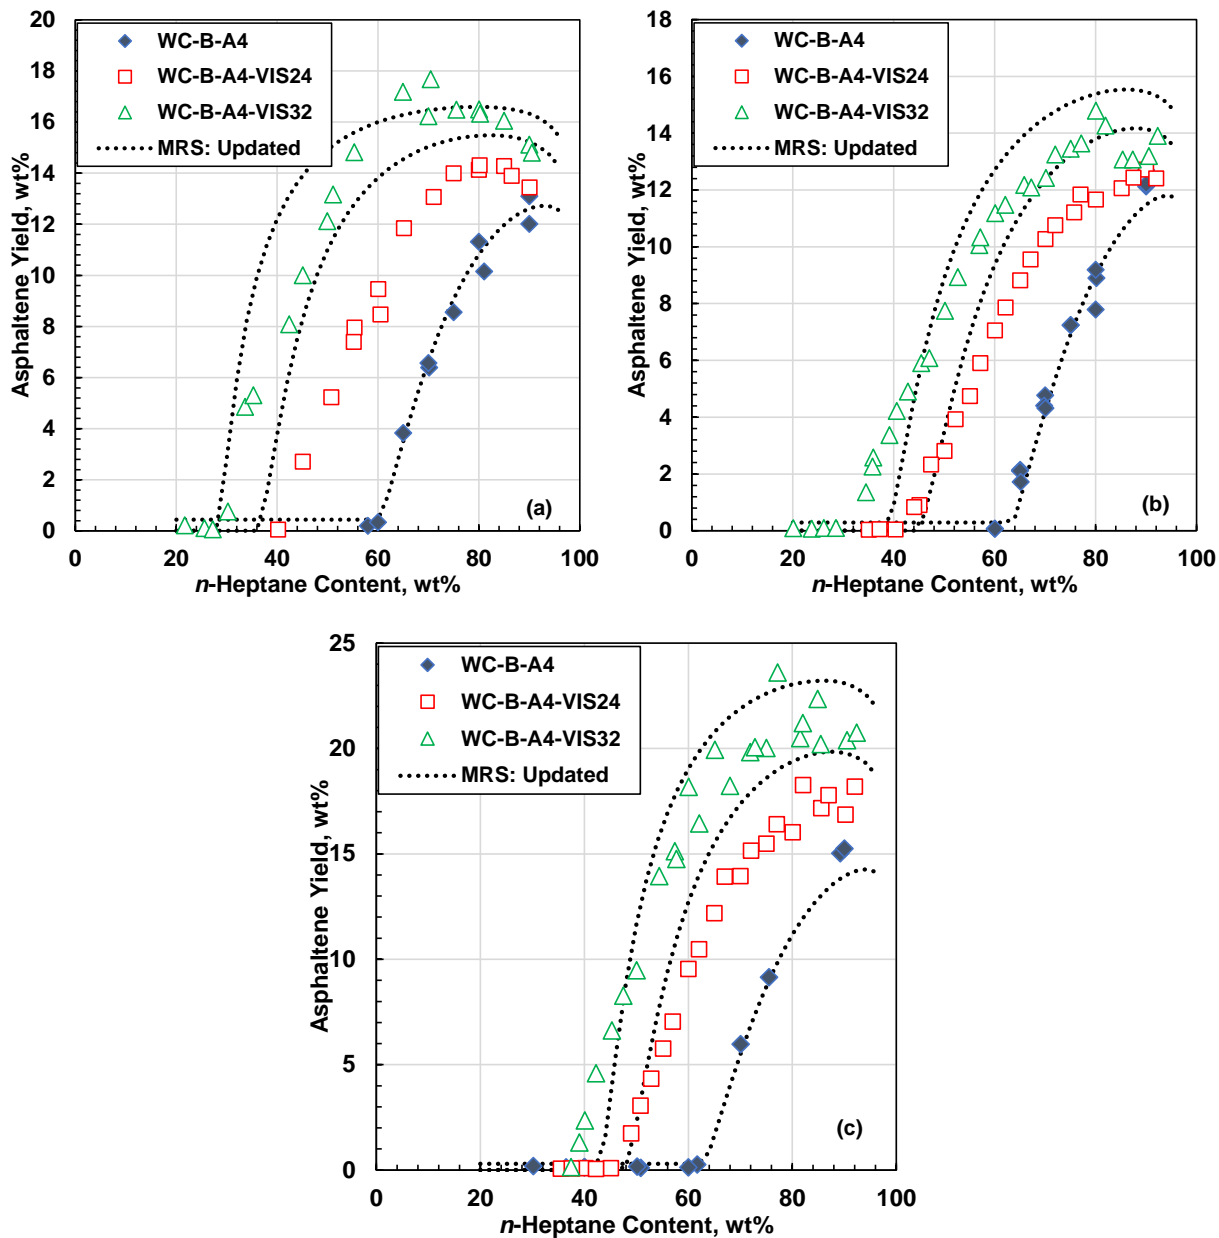 20
18
16
14
12
10
8
6
4
2
0
0
20
40
60
80
100
Asphaltene Yield, wt%
n-Heptane Content, wt%
WC-B-A4
WC-B-A4-VIS24
WC-B-A4-VIS32
MRS: Updated
(a)
18
16
14
12
10
8
6
4
2
0
0
20
40
60
80
100
Asphaltene Yield, wt%
n-Heptane Content, wt%
WC-B-A4
WC-B-A4-VIS24
WC-B-A4-VIS32
MRS: Updated
(b)
25
20
15
10
5
0
0
20
40
60
80
100
Asphaltene Yield, wt%
n-Heptane Content, wt%
WC-B-A4
WC-B-A4-VIS24
WC-B-A4-VIS32
MRS: Updated
(c)